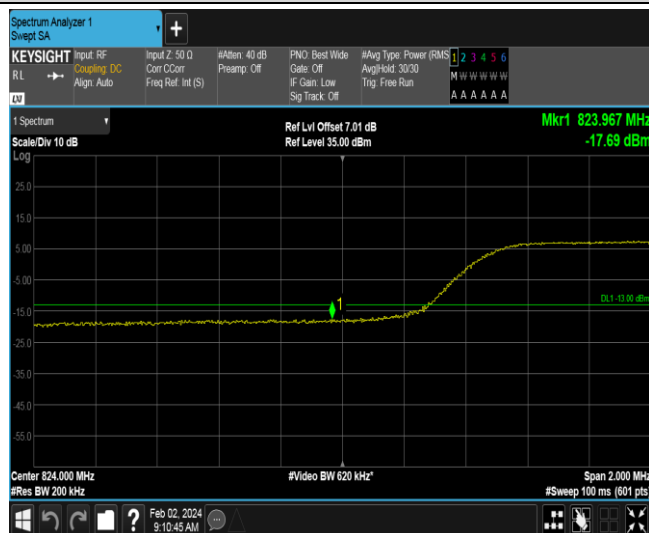 Spectrum Analyzer 1
Swept SA
+
KEYSIGHT
RL
LXI
Input: RF
Coupling: DC
Align: Auto
Input Z: 50 Ω
Corr CCorr
Freq Ref: Int (S)
#Atten: 40 dB
Preamp: Off
PNO: Best Wide
Gate: Off
IF Gain: Low
Sig Track: Off
#Avg Type: Power (RMS
Avg|Hold: 30/30
Trig: Free Run
1 2 3 4 5 6
M W W W W W
A A A A A A
1 Spectrum
Scale/Div 10 dB
Log
Ref Lvl Offset 7.01 dB
Ref Level 35.00 dBm
Mkr1 823.967 MHz
-17.69 dBm
25.0
15.0
5.00
-5.00
-15.0
-25.0
-35.0
-45.0
-55.0
1
DL1 -13.00 dBm
Center 824.000 MHz
#Res BW 200 kHz
#Video BW 620 kHz*
Span 2.000 MHz
#Sweep 100 ms (601 pts)
?
Feb 02, 2024
9:10:45 AM